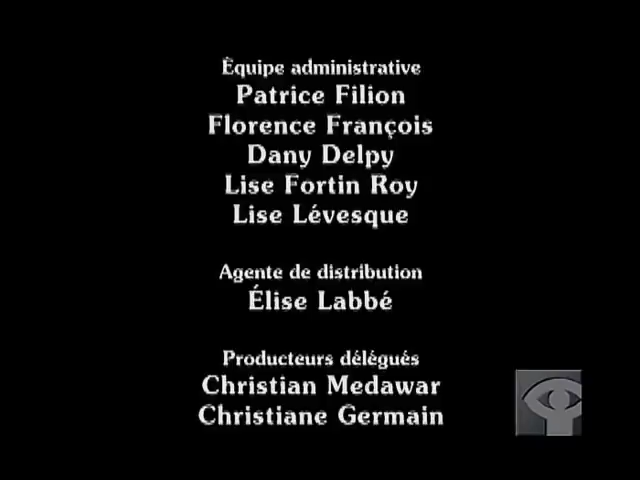 Équipe administrative
Patrice Filion
Florence François
Dany Delpy
Lise Fortin Roy
Lise Lévesque
Agente de distribution
Élise Labbé
Producteurs délégués
Christian Medawar
Christiane Germain